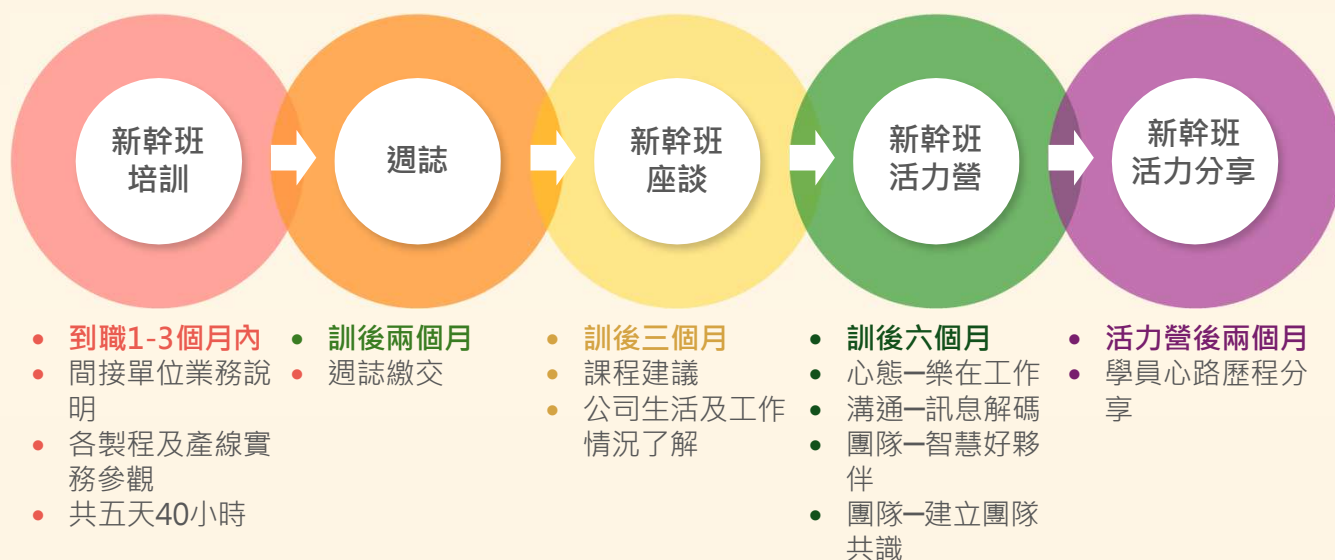 新幹班
培訓
週誌
新幹班
座談
新幹班
活力營
新幹班
活力分享
• 到職1-3個月內
• 間接單位業務說
明
• 各製程及產線實
務參觀
• 共五天40小時
• 訓後兩個月
• 週誌繳交
• 訓後三個月
• 課程建議
• 公司生活及工作
情況了解
• 訓後六個月
• 心態─樂在工作
• 溝通─訊息解碼
• 團隊─智慧好夥
伴
• 團隊─建立團隊
共識
• 活力營後兩個月
• 學員心路歷程分
享